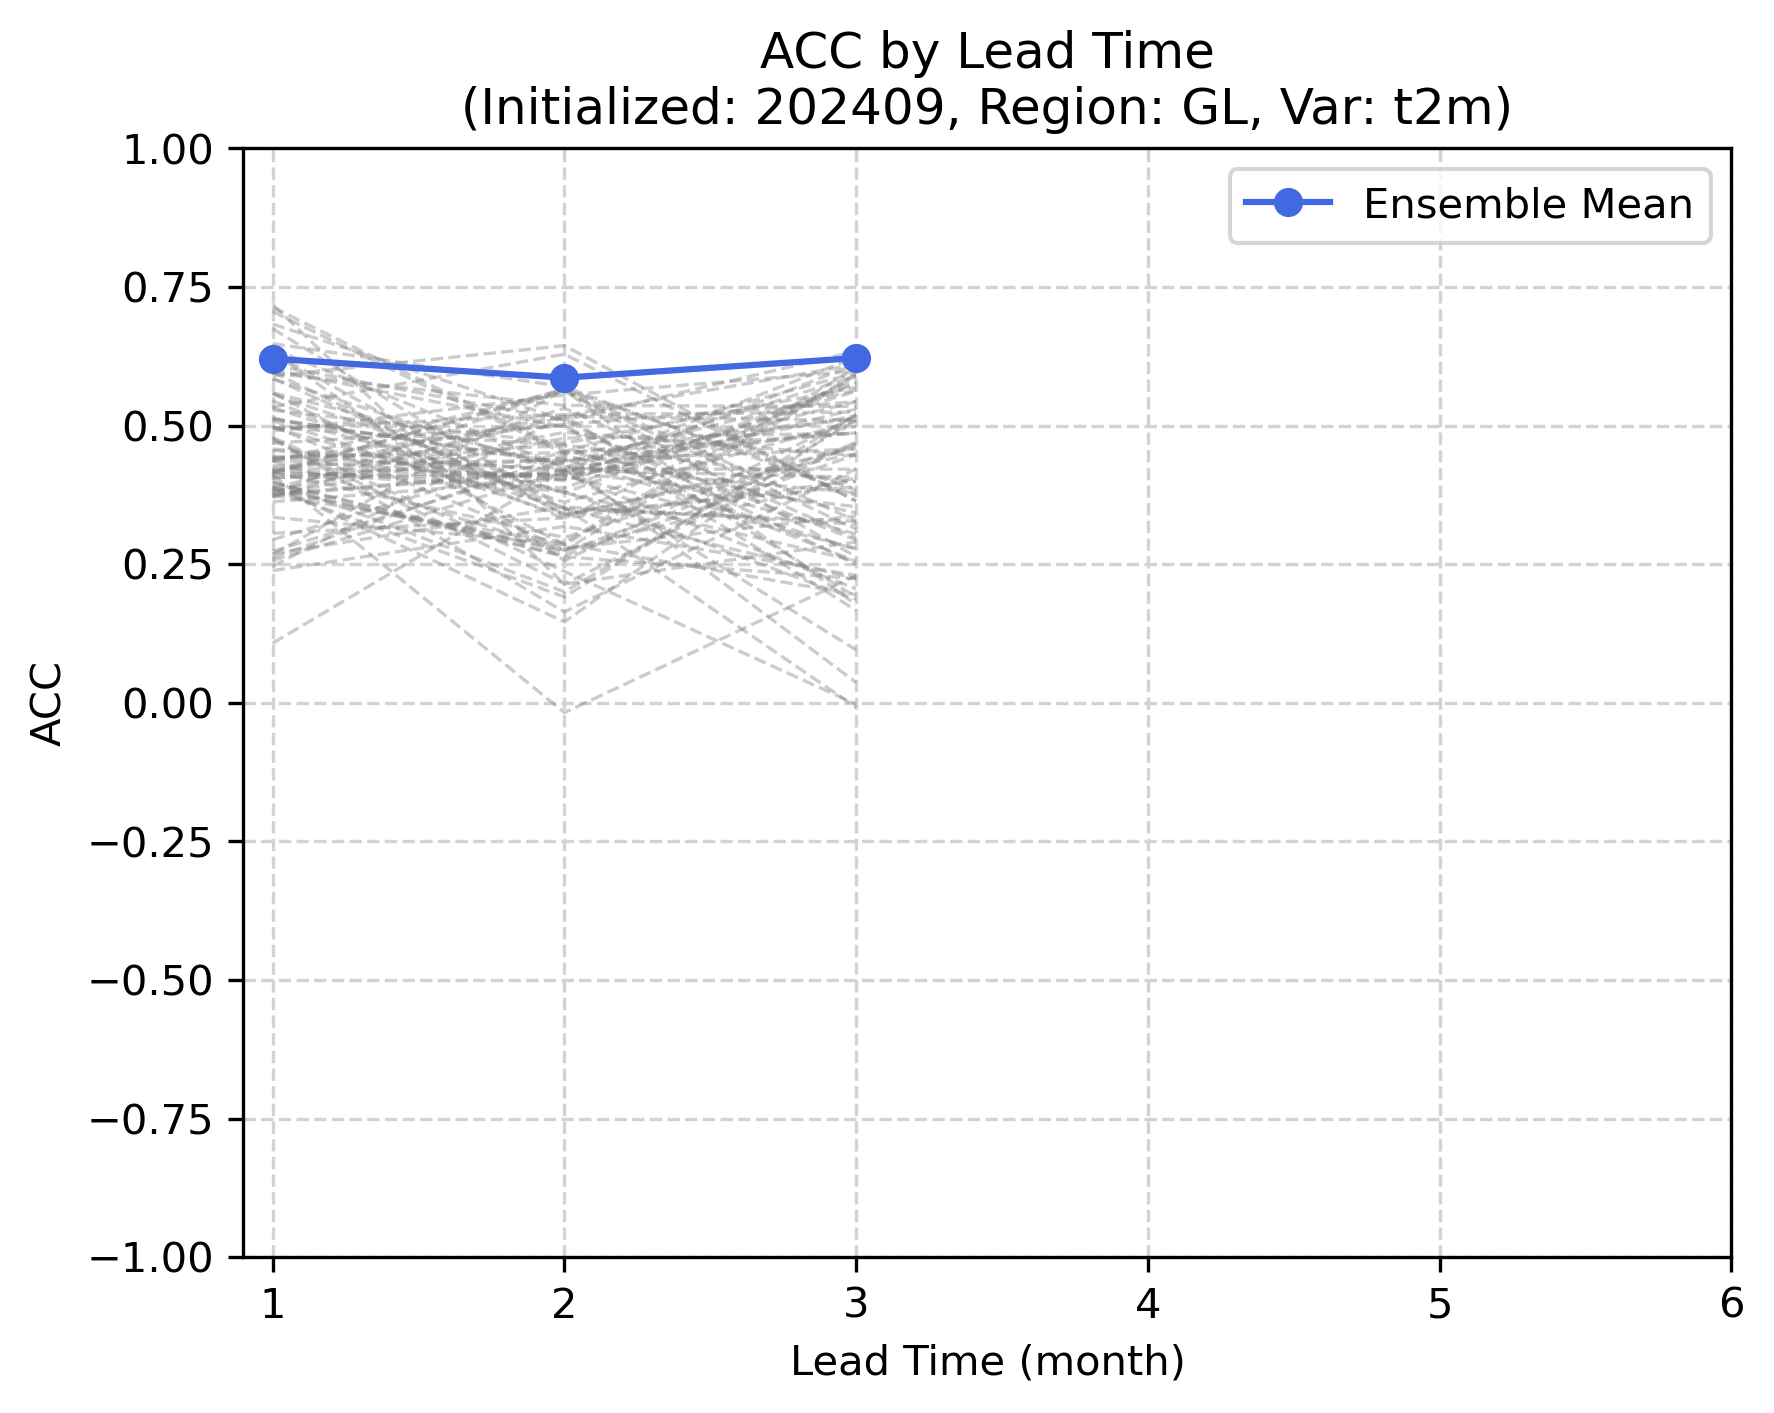 ACC by Lead Time
(Initialized: 202409, Region: GL, Var: t2m)
Ensemble Mean
1.00
0.75
0.50
0.25
0.00
−0.25
−0.50
−0.75
−1.00
ACC
1 2 3 4 5 6
Lead Time (month)